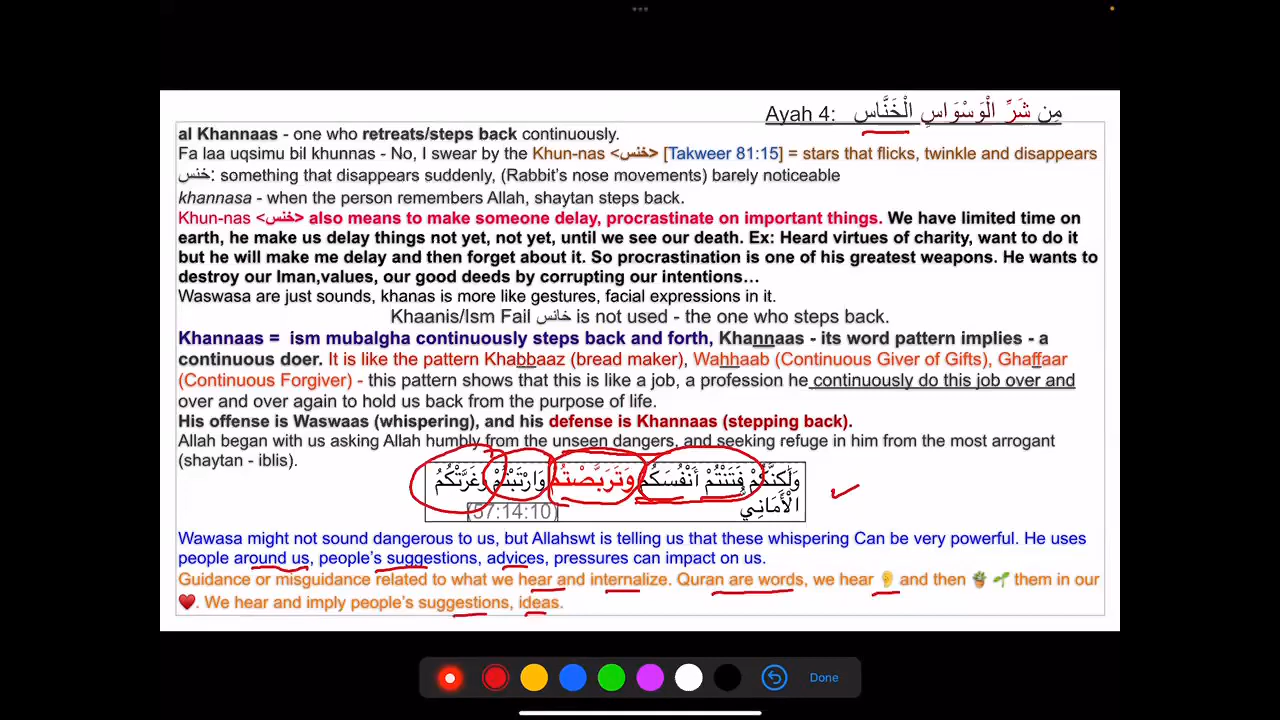 Ayah 4: مِن شَرِّ الْوَسْوَاسِ الْخَنَّاسِ
al Khannaas - one who retreats/steps back continuously.
Fa laa uqsimu bil khunnas - No, I swear by the Khun-nas <خنس> [Takweer 81:15] = stars that flicks, twinkle and disappears
خنس: something that disappears suddenly, (Rabbit's nose movements) barely noticeable
khannasa - when the person remembers Allah, shaytan steps back.
Khun-nas <خنس> also means to make someone delay, procrastinate on important things. We have limited time on
earth, he make us delay things not yet, not yet, until we see our death. Ex: Heard virtues of charity, want to do it
but he will make me delay and then forget about it. So procrastination is one of his greatest weapons. He wants to
destroy our Iman,values, our good deeds by corrupting our intentions…
Waswasa are just sounds, khanas is more like gestures, facial expressions in it.
Khaanis/Ism Fail خانس is not used - the one who steps back.
Khannaas = ism mubalgha continuously steps back and forth, Khannaas - its word pattern implies - a
continuous doer. It is like the pattern Khabbaaz (bread maker), Wahhaab (Continuous Giver of Gifts), Ghaffaar
(Continuous Forgiver) - this pattern shows that this is like a job, a profession he continuously do this job over and
over and over again to hold us back from the purpose of life.
His offense is Waswaas (whispering), and his defense is Khannaas (stepping back).
Allah began with us asking Allah humbly from the unseen dangers, and seeking refuge in him from the most arrogant
(shaytan - iblis).
وَلَٰكِنَّكُمْ فَتَنْتُمْ أَنْفُسَكُمْ وَتَرَبَّصْتُمْ وَارْتَبْتُمْ وَغَرَّتْكُمُ
الْأَمَانِي
(57:14:10)
Wawasa might not sound dangerous to us, but Allahswt is telling us that these whispering Can be very powerful. He uses
people around us, people's suggestions, advices, pressures can impact on us.
Guidance or misguidance related to what we hear and internalize. Quran are words, we hear 👂 and then 🪴 🌱 them in our
♥️. We hear and imply people's suggestions, ideas.
Done